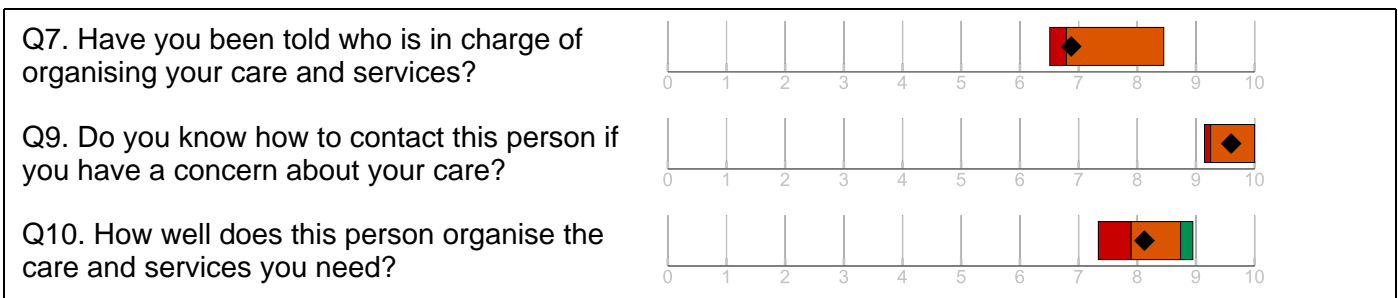 Q7. Have you been told who is in charge of
organising your care and services?
0 1 2 3 4 5 6 7 8 9 10
Q9. Do you know how to contact this person if
you have a concern about your care?
0 1 2 3 4 5 6 7 8 9 10
Q10. How well does this person organise the
care and services you need?
0 1 2 3 4 5 6 7 8 9 10